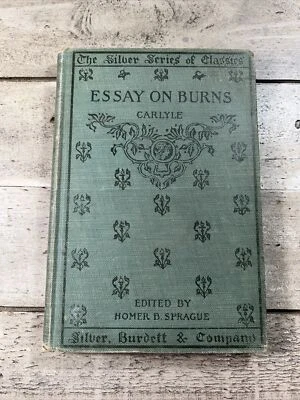 The Silver Series of Classics
ESSAY ON BURNS
CARLYLE
EDITED BY
HOMER B. SPRAGUE
Silver, Burdett & Company